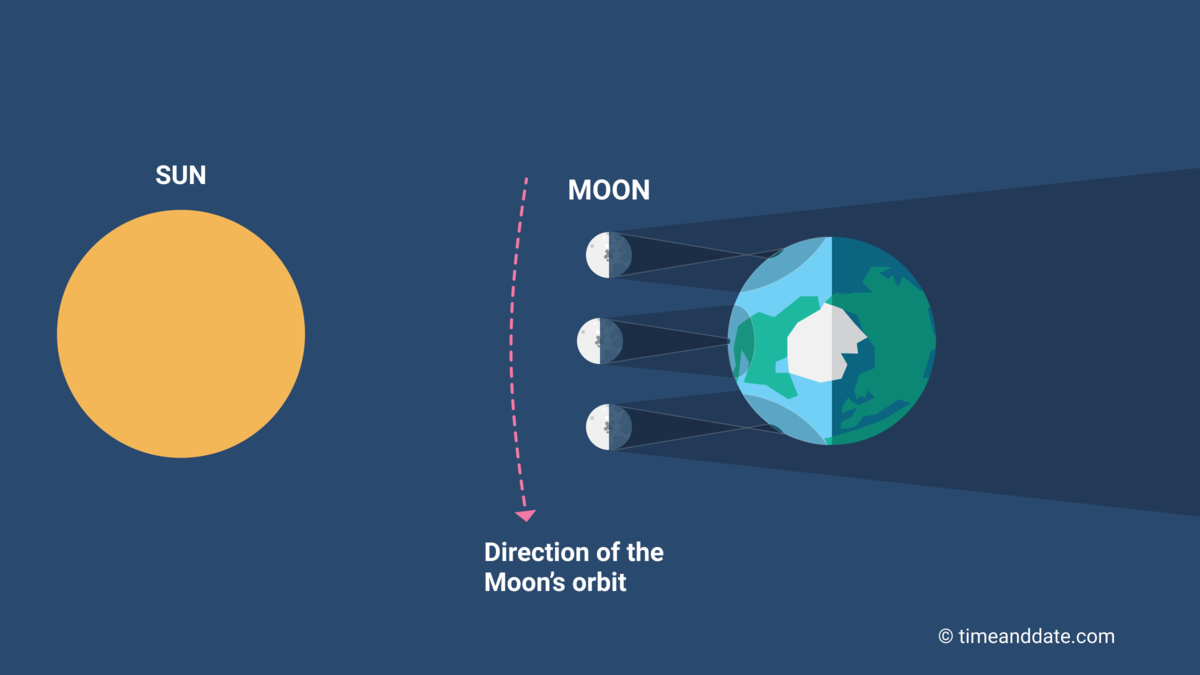 SUN
MOON
Direction of the
Moon's orbit
© timeanddate.com